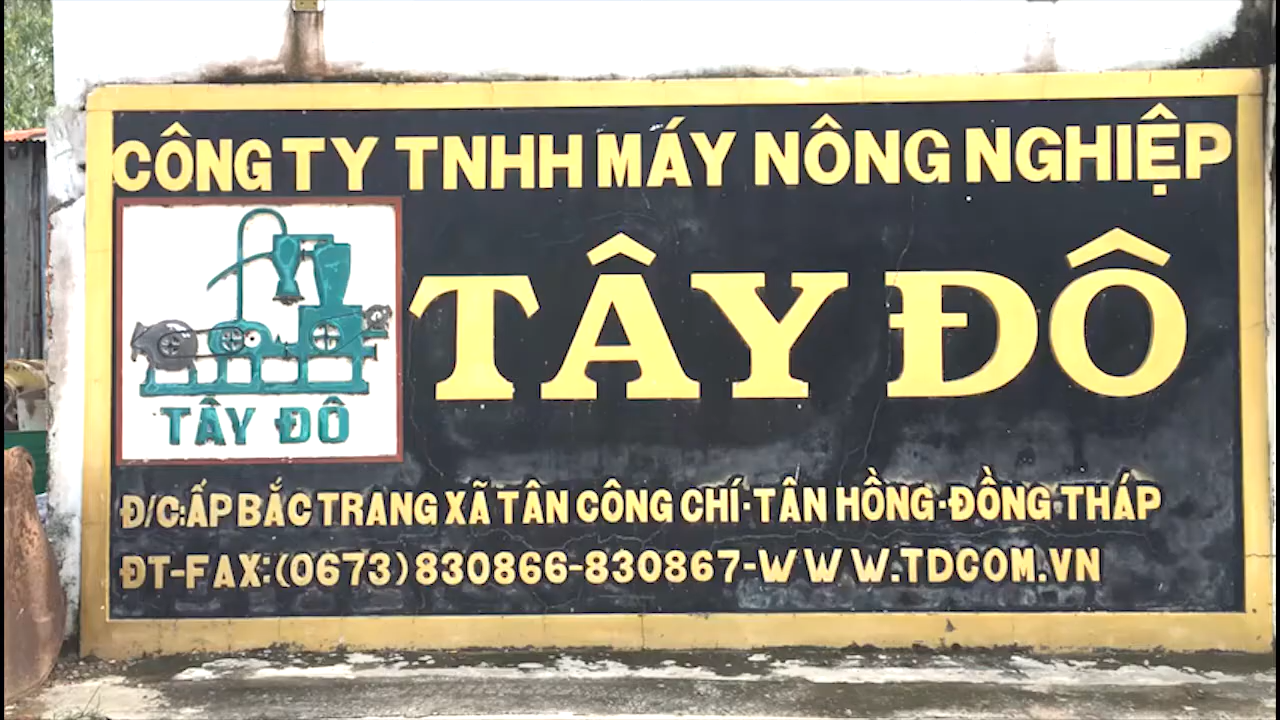 CÔNG TY TNHH MÁY NÔNG NGHIỆP
TÂY ĐÔ
TÂY ĐÔ
Đ/C:ẤP BẮC TRANG XÃ TÂN CÔNG CHÍ-TÂN HỒNG-ĐỒNG THÁP
ĐT-FAX:(0673)830866-830867-WWW.TDCOM.VN